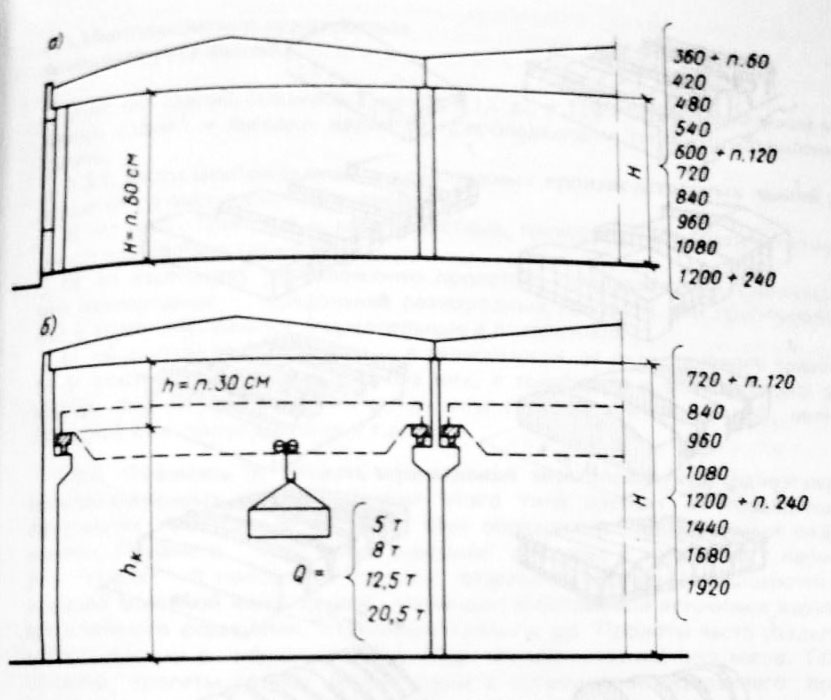 а)
H = п. 60 см
H
360 + п. 60
420
480
540
600 + п. 120
720
840
960
1080
1200 + 240
б)
h = п. 30 см
hк
Q =
5 т
8 т
12,5 т
20,5 т
H
720 + п. 120
840
960
1080
1200 + п. 240
1440
1680
1920